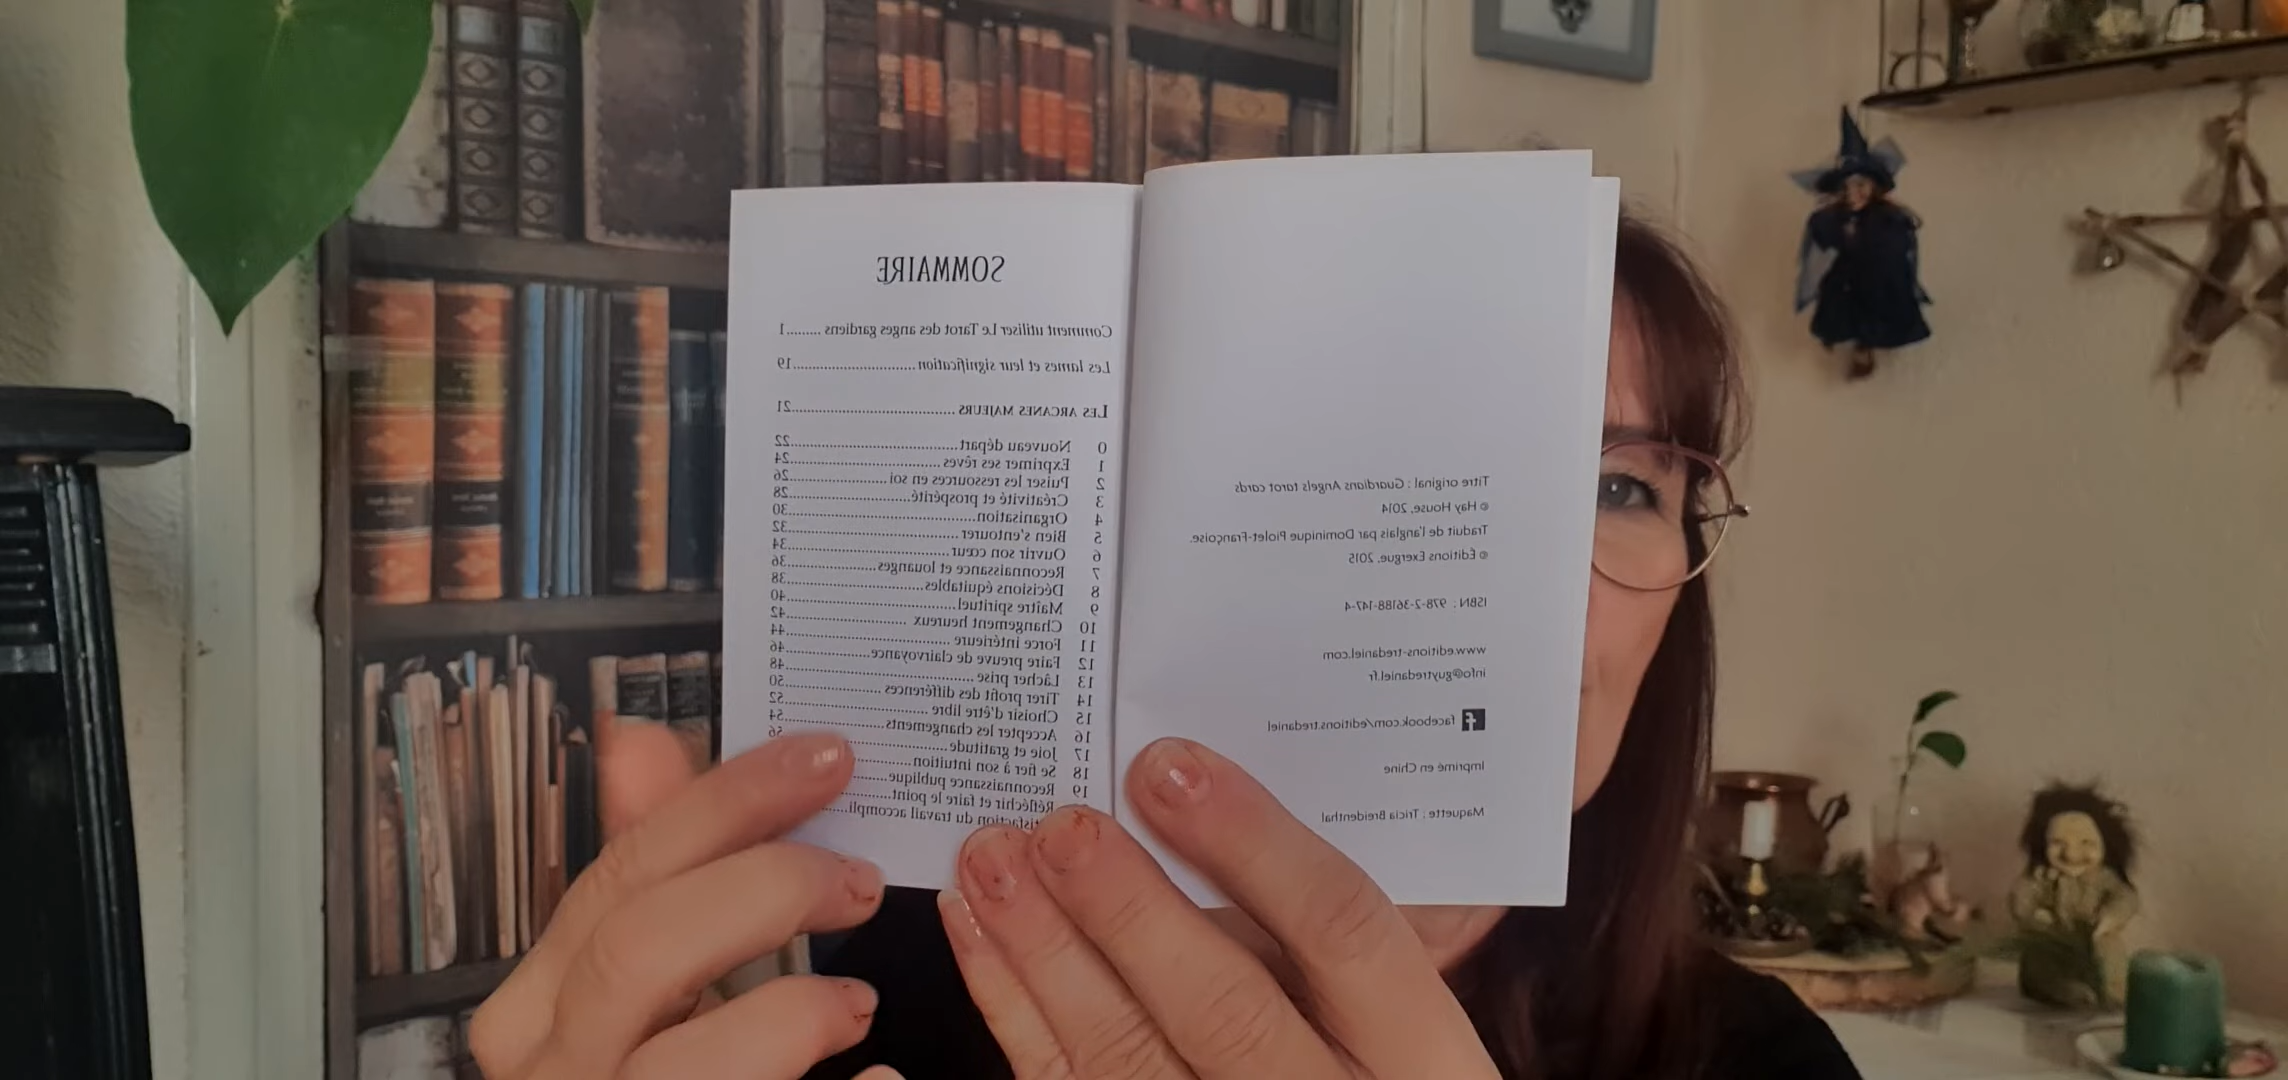 Titre original : Guardians Angels tarot cards
© Hay House, 2014
Traduit de l'anglais par Dominique Piolet-Françoise.
© Éditions Exergue, 2015
ISBN : 978-2-36188-147-4
www.editions-tredaniel.com
info@guytredaniel.fr
facebook.com/editions.tredaniel
Imprimé en Chine
Maquette : Tricia Breidenthal
SOMMAIRE
Comment utiliser Le Tarot des anges gardiens .........1
Les lames et leur signification ..............................19
LES ARCANES MAJEURS ..........................................21
0 Nouveau départ..........................................22
1 Exprimer ses rêves ......................................24
2 Puiser les ressources en soi ........................26
3 Créativité et prospérité..............................28
4 Organisation..............................................30
5 Bien s'entourer ..........................................32
6 Ouvrir son cœur..........................................34
7 Reconnaissance et louanges......................36
8 Décisions équitables..................................38
9 Maître spirituel..........................................40
10 Changement heureux ..............................42
11 Force intérieure ........................................44
12 Faire preuve de clairvoyance....................46
13 Lâcher prise ..............................................48
14 Tirer profit des différences ......................50
15 Choisir d'être libre ....................................52
16 Accepter les changements........................54
17 Joie et gratitude ........................................56
18 Se fier à son intuition
19 Reconnaissance publique
Réfléchir et faire le point
du travail accompli